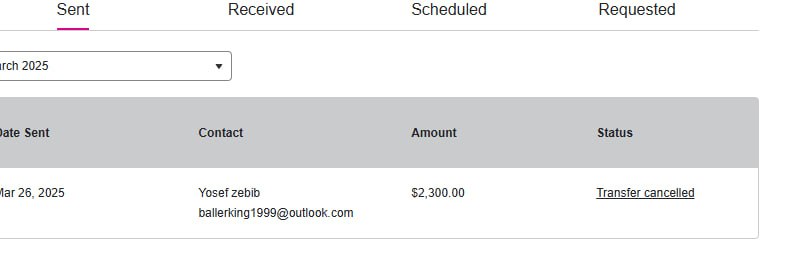 Sent Received Scheduled Requested
rch 2025
Date Sent Contact Amount Status
Mar 26, 2025 Yosef zebib $2,300.00 Transfer cancelled
ballerking1999@outlook.com